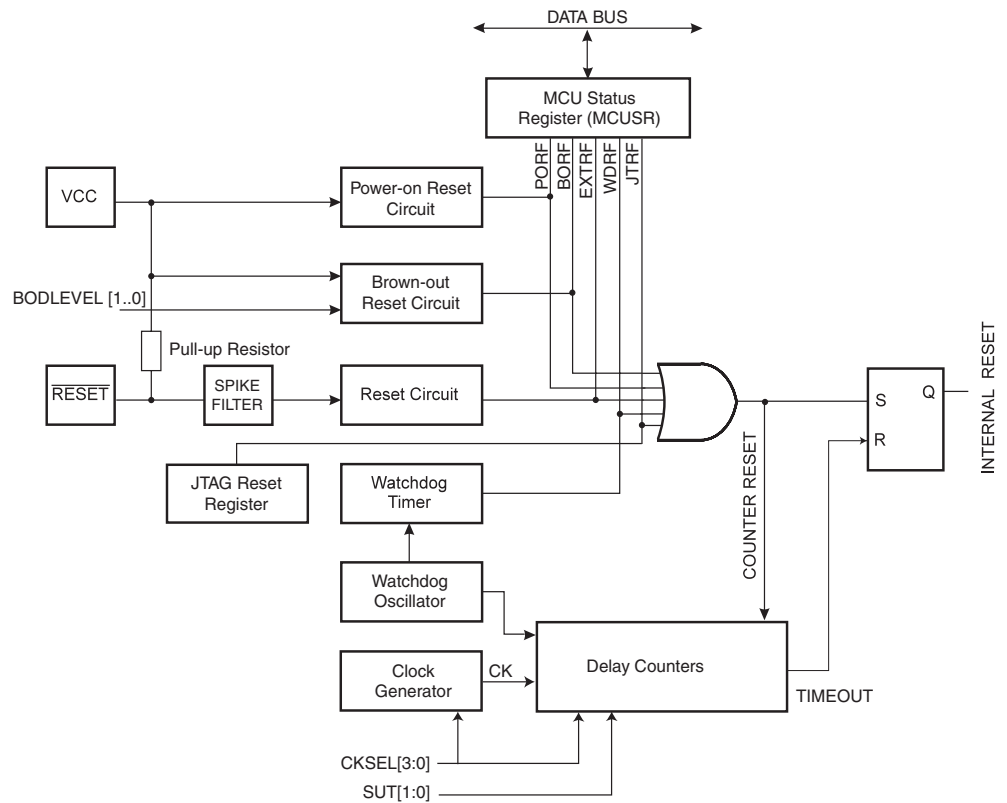 DATA BUS
MCU Status
Register (MCUSR)
PORF
BORF
EXTRF
WDRF
JTRF
VCC
Power-on Reset
Circuit
Brown-out
Reset Circuit
BODLEVEL [1..0]
Pull-up Resistor
RESET
SPIKE
FILTER
Reset Circuit
JTAG Reset
Register
Watchdog
Timer
S
Q
R
INTERNAL RESET
COUNTER RESET
Watchdog
Oscillator
Clock
Generator
CK
Delay Counters
TIMEOUT
CKSEL[3:0]
SUT[1:0]